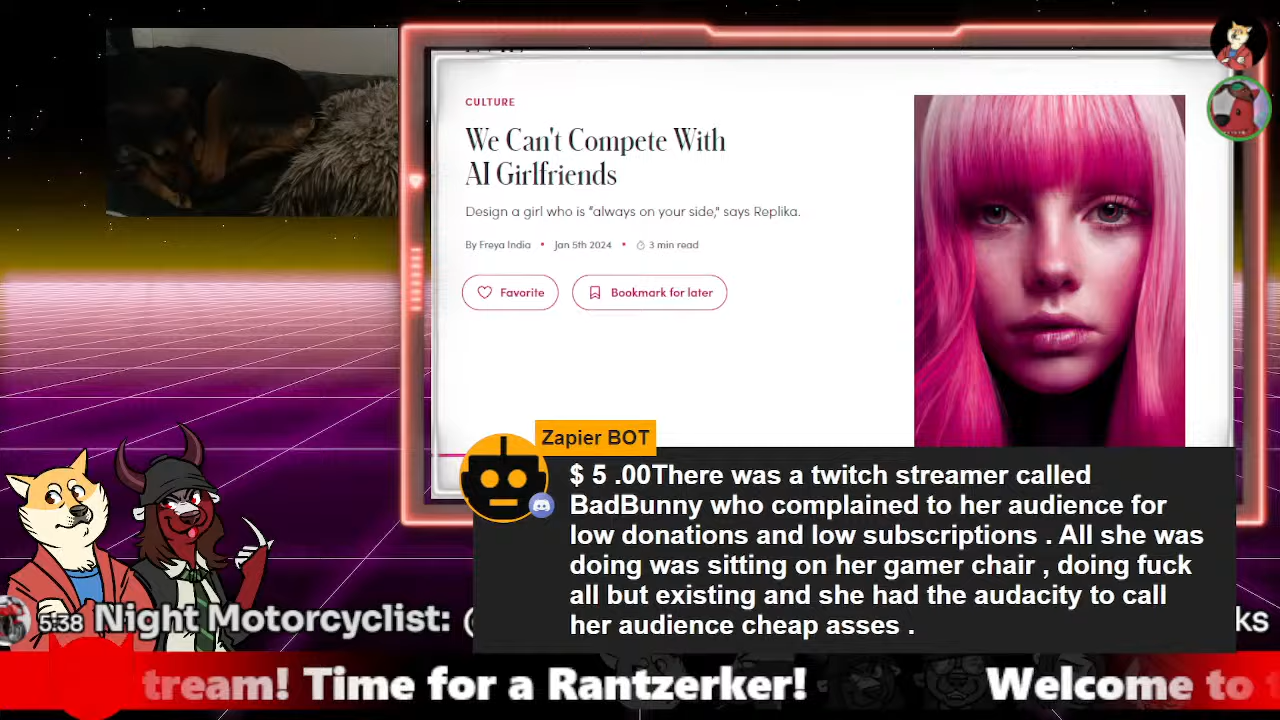 CULTURE
We Can't Compete With
AI Girlfriends
Design a girl who is "always on your side," says Replika.
By Freya India • Jan 5th 2024 • 3 min read
Favorite
Bookmark for later
Zapier BOT
$ 5 .00There was a twitch streamer called
BadBunny who complained to her audience for
low donations and low subscriptions . All she was
doing was sitting on her gamer chair , doing fuck
all but existing and she had the audacity to call
her audience cheap asses .
5:38 Night Motorcyclist:
tream! Time for a Rantzerker! Welcome to